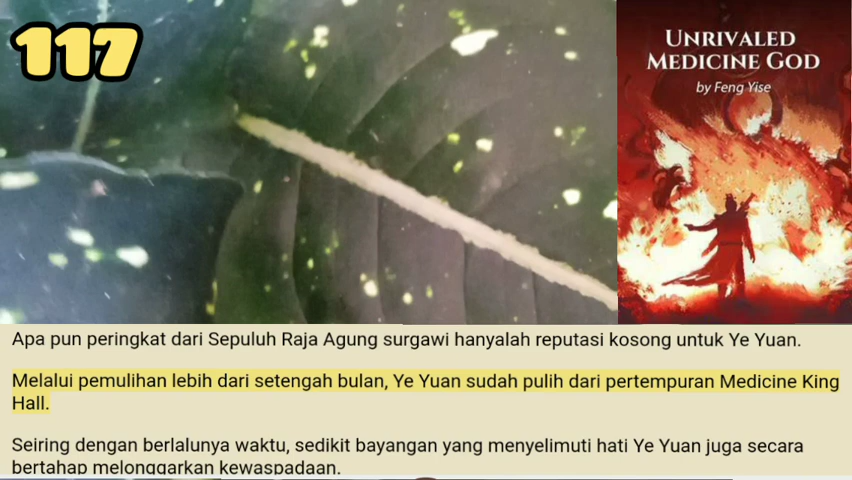 117
UNRIVALED
MEDICINE GOD
by Feng Yise
Apa pun peringkat dari Sepuluh Raja Agung surgawi hanyalah reputasi kosong untuk Ye Yuan.
Melalui pemulihan lebih dari setengah bulan, Ye Yuan sudah pulih dari pertempuran Medicine King
Hall.
Seiring dengan berlalunya waktu, sedikit bayangan yang menyelimuti hati Ye Yuan juga secara
bertahap melonggarkan kewaspadaan.